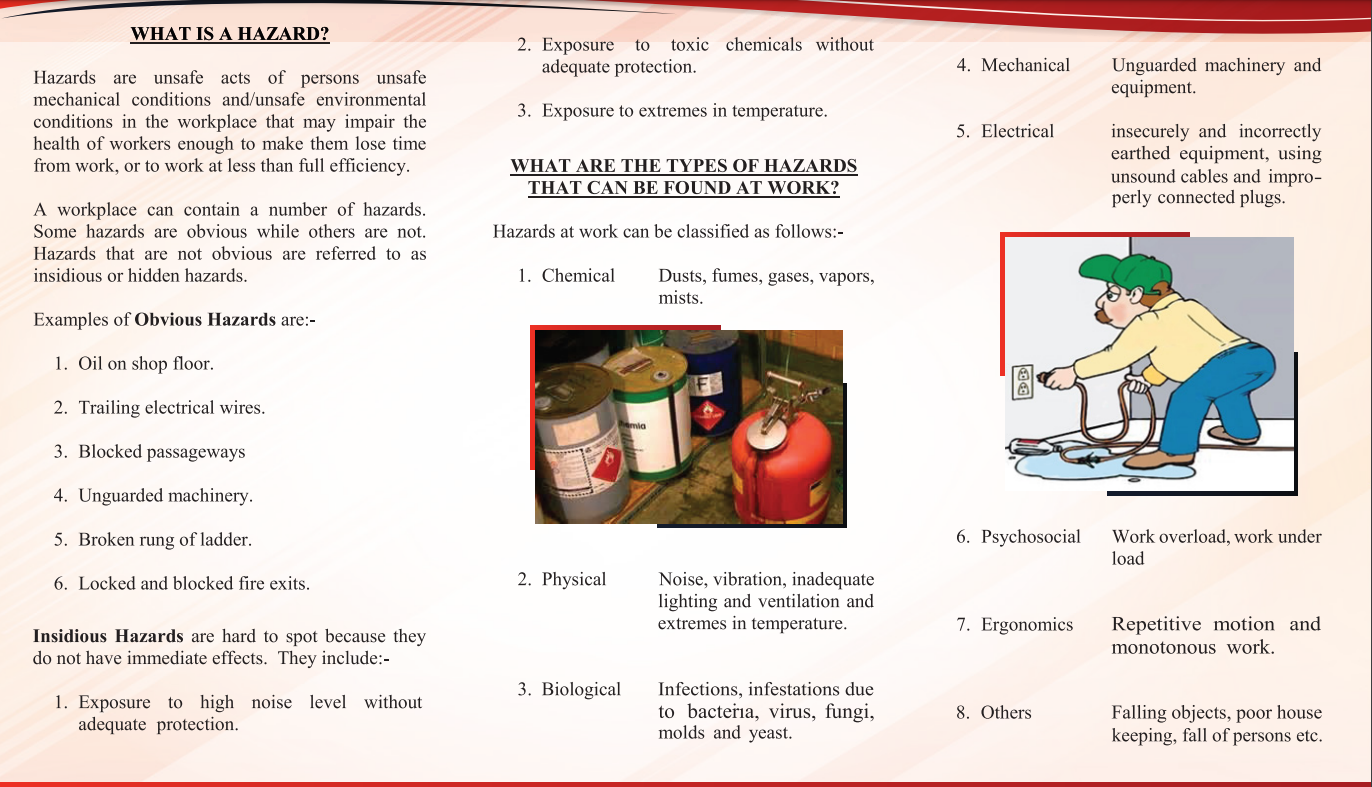 WHAT IS A HAZARD?
Hazards are unsafe acts of persons unsafe
mechanical conditions and/unsafe environmental
conditions in the workplace that may impair the
health of workers enough to make them lose time
from work, or to work at less than full efficiency.
A workplace can contain a number of hazards.
Some hazards are obvious while others are not.
Hazards that are not obvious are referred to as
insidious or hidden hazards.
Examples of Obvious Hazards are:-
1. Oil on shop floor.
2. Trailing electrical wires.
3. Blocked passageways
4. Unguarded machinery.
5. Broken rung of ladder.
6. Locked and blocked fire exits.
Insidious Hazards are hard to spot because they
do not have immediate effects. They include:-
1. Exposure to high noise level without
adequate protection.
2. Exposure to toxic chemicals without
adequate protection.
3. Exposure to extremes in temperature.
WHAT ARE THE TYPES OF HAZARDS
THAT CAN BE FOUND AT WORK?
Hazards at work can be classified as follows:-
1. Chemical Dusts, fumes, gases, vapors,
mists.
F
2. Physical Noise, vibration, inadequate
lighting and ventilation and
extremes in temperature.
3. Biological Infections, infestations due
to bacteria, virus, fungi,
molds and yeast.
4. Mechanical Unguarded machinery and
equipment.
5. Electrical insecurely and incorrectly
earthed equipment, using
unsound cables and impro-
perly connected plugs.
6. Psychosocial Work overload, work under
load
7. Ergonomics Repetitive motion and
monotonous work.
8. Others Falling objects, poor house
keeping, fall of persons etc.